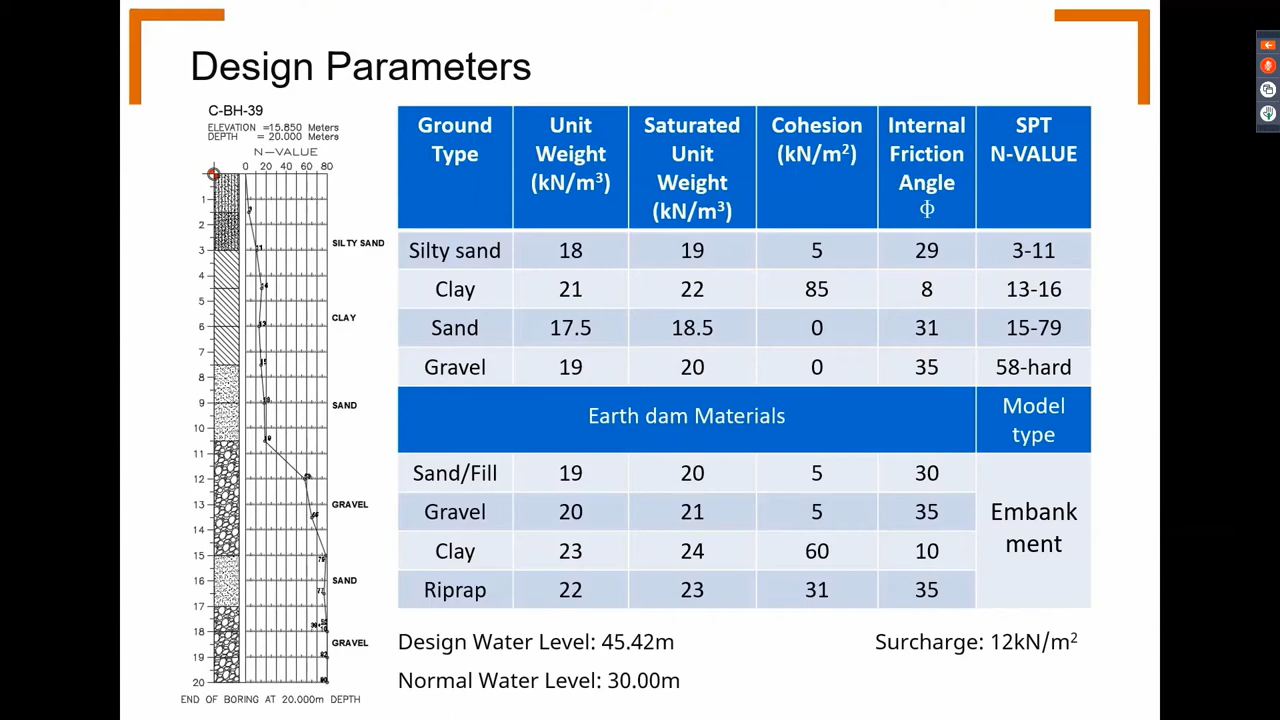 Design Parameters
C-BH-39
ELEVATION =15.850 Meters
DEPTH = 20.000 Meters
N-VALUE
0 20 40 60 80
1
2
3
4
5
6
7
8
9
10
11
12
13
14
15
16
17
18
19
20
SILTY SAND
CLAY
SAND
GRAVEL
SAND
GRAVEL
END OF BORING AT 20.000m DEPTH
Ground Type Unit Weight (kN/m³) Saturated Unit Weight (kN/m³) Cohesion (kN/m²) Internal Friction Angle Φ SPT N-VALUE
Silty sand 18 19 5 29 3-11
Clay 21 22 85 8 13-16
Sand 17.5 18.5 0 31 15-79
Gravel 19 20 0 35 58-hard
Earth dam Materials Model type
Sand/Fill 19 20 5 30
Gravel 20 21 5 35
Embank
ment
Clay 23 24 60 10
Riprap 22 23 31 35
Design Water Level: 45.42m
Surcharge: 12kN/m²
Normal Water Level: 30.00m